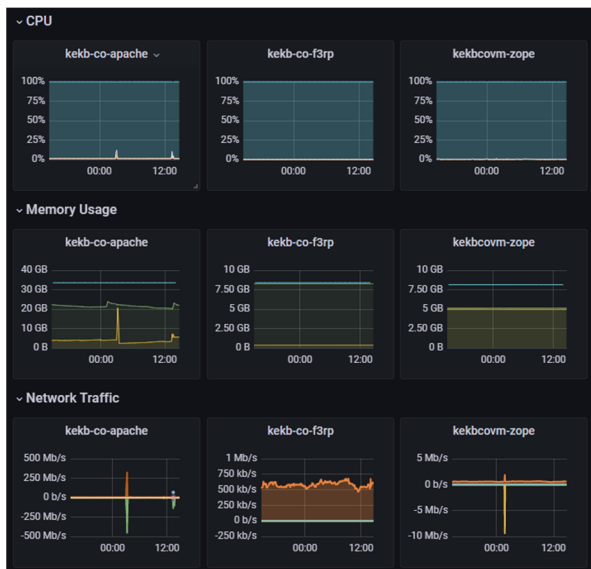 CPU
kekb-co-apache
kekb-co-f3rp
kekbcovm-zope
100%
75%
50%
25%
0%
00:00
12:00
100%
75%
50%
25%
0%
00:00
12:00
100%
75%
50%
25%
0%
00:00
12:00
Memory Usage
kekb-co-apache
kekb-co-f3rp
kekbcovm-zope
40 GB
30 GB
20 GB
10 GB
0 B
00:00
12:00
10 GB
7.50 GB
5 GB
2.50 GB
0 B
00:00
12:00
10 GB
7.50 GB
5 GB
2.50 GB
0 B
00:00
12:00
Network Traffic
kekb-co-apache
kekb-co-f3rp
kekbcovm-zope
500 Mb/s
250 Mb/s
0 b/s
-250 Mb/s
-500 Mb/s
00:00
12:00
1 Mb/s
750 kb/s
500 kb/s
250 kb/s
0 b/s
-250 kb/s
00:00
12:00
5 Mb/s
0 b/s
-5 Mb/s
-10 Mb/s
00:00
12:00